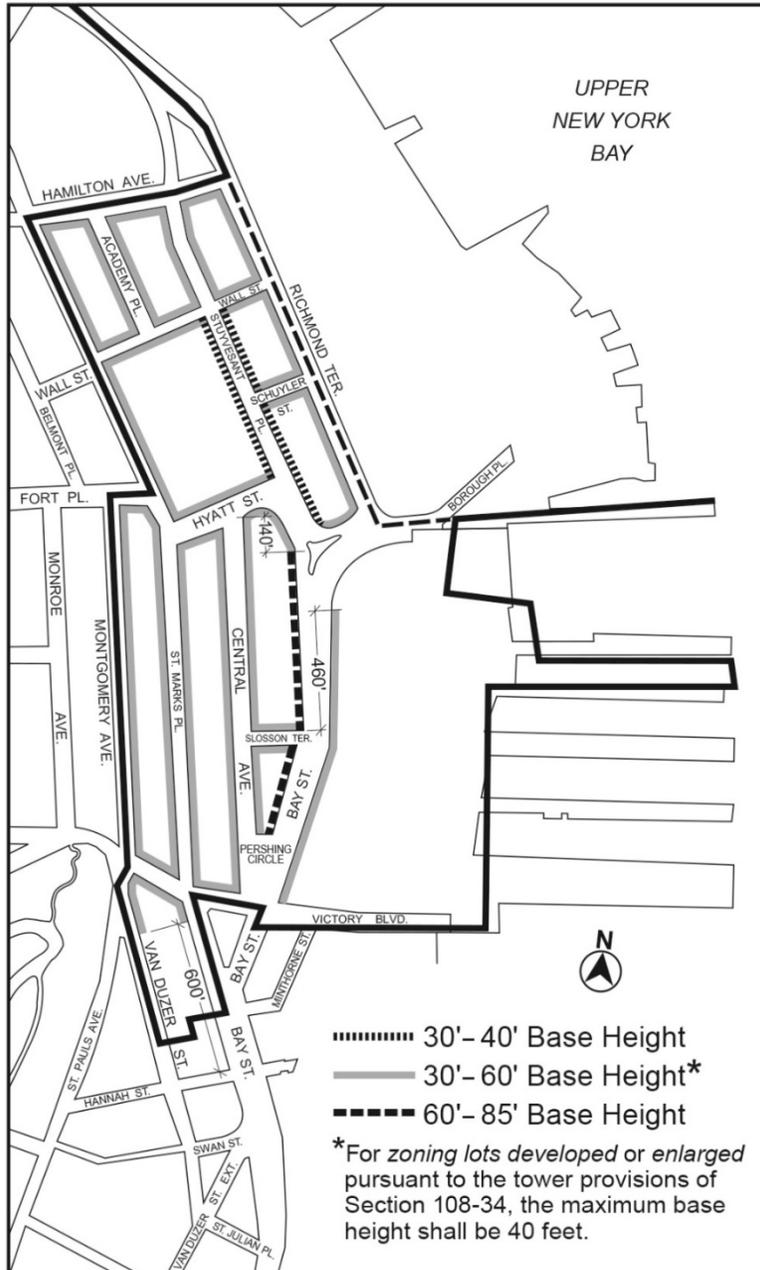 UPPER
NEW YORK
BAY
HAMILTON AVE.
ACADEMY PL.
WALL ST.
RICHMOND TER.
STUYVESANT
PL.
SCHUYLER
ST.
WALL ST.
BELMONT PL.
BOROUGH PL.
FORT PL.
HYATT ST.
140'
MONROE
AVE.
MONTGOMERY AVE.
ST. MARKS PL.
CENTRAL
AVE.
460'
SLOSSON TER.
BAY ST.
PERSHING
CIRCLE
VICTORY BLVD.
VAN DUZER
ST.
600'
BAY ST.
MINTHORNE ST.
BAY ST.
ST. PAULS AVE.
HANNAH ST.
SWAN ST.
VAN DUZER
ST. EXT.
ST. JULIAN PL.
N
30'–40' Base Height
30'–60' Base Height*
60'–85' Base Height
*For zoning lots developed or enlarged
pursuant to the tower provisions of
Section 108-34, the maximum base
height shall be 40 feet.